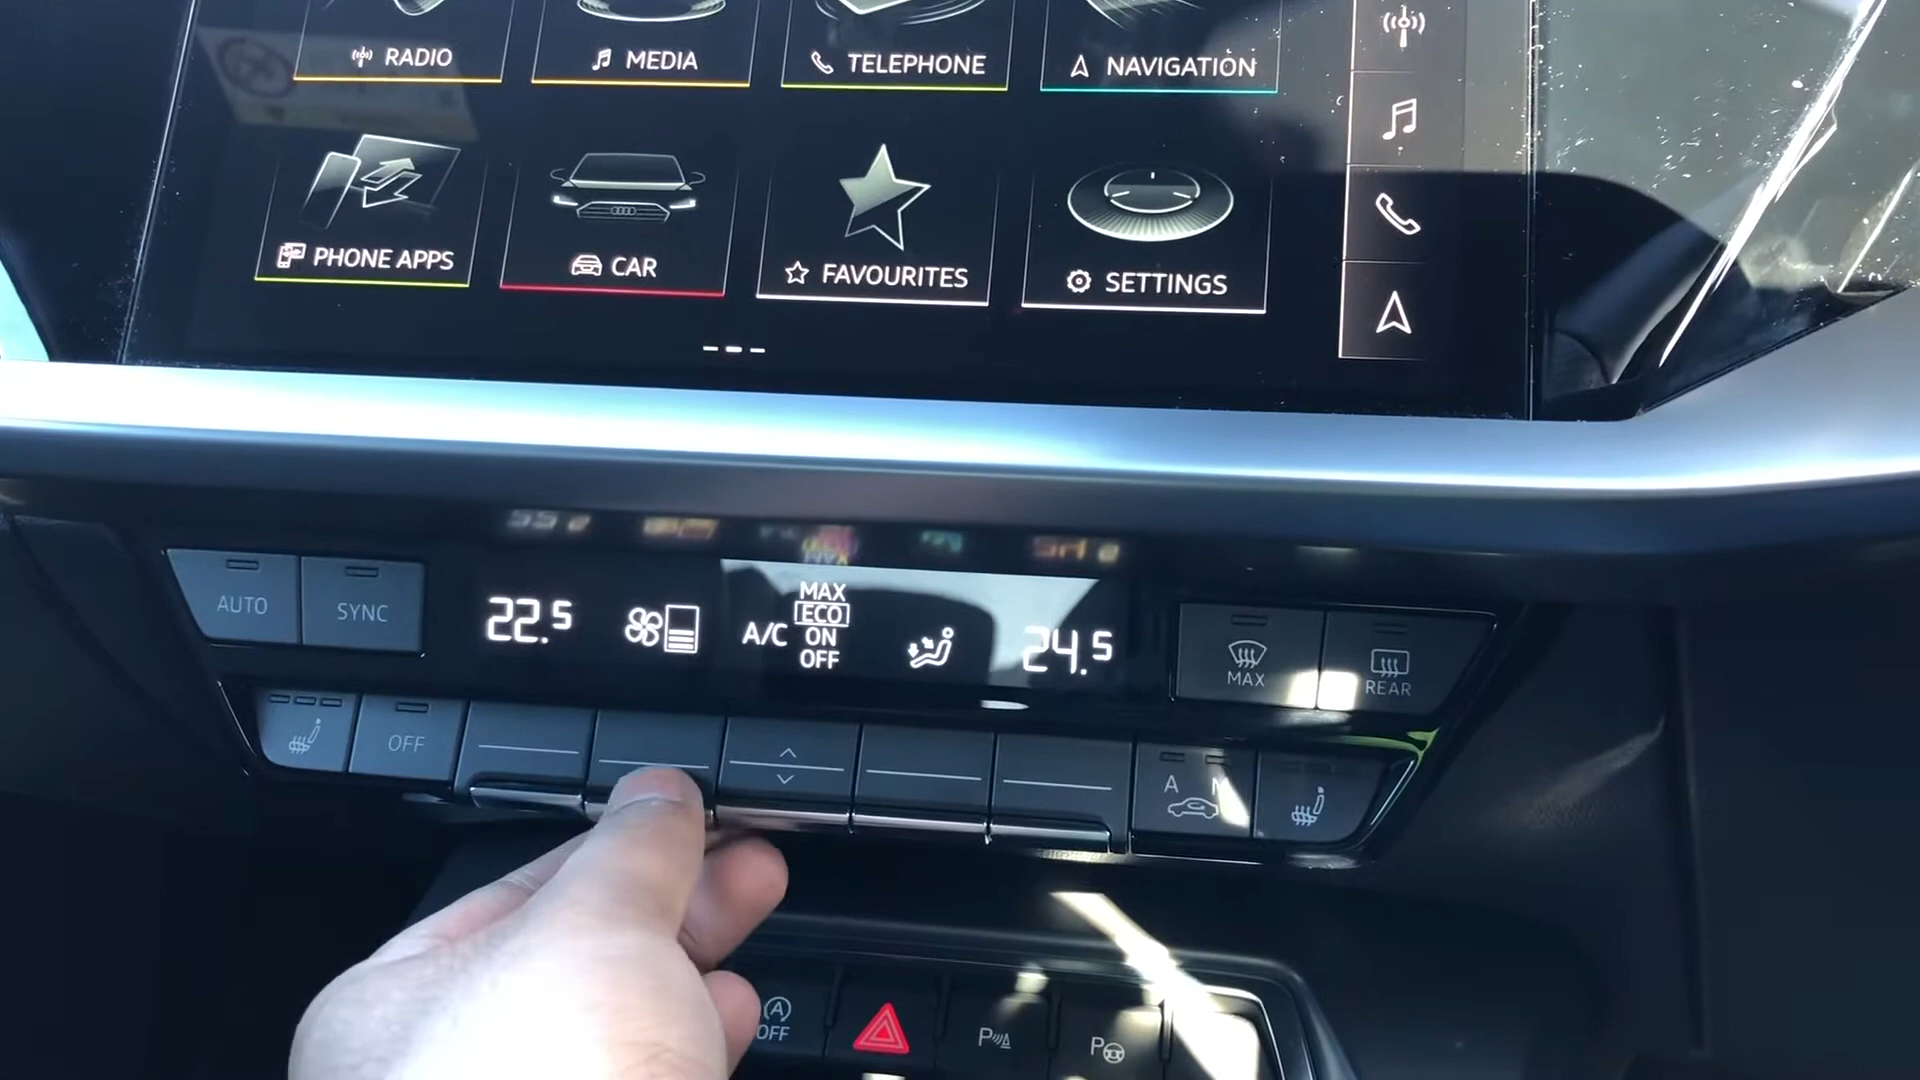 RADIO
MEDIA
TELEPHONE
NAVIGATION
PHONE APPS
CAR
FAVOURITES
SETTINGS
AUTO
SYNC
22.5
A/C
MAX
ECO
ON
OFF
24.5
MAX
REAR
OFF
A
M
A
OFF
P
P